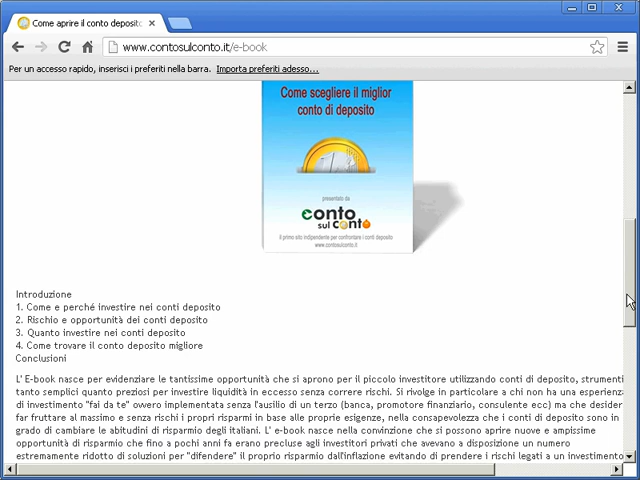 Come aprire il conto deposito
www.contosulconto.it/e-book
Per un accesso rapido, inserisci i preferiti nella barra. Importa preferiti adesso...
Come scegliere il miglior
conto di deposito
presentato da
conto
sul conto
il primo sito indipendente per confrontare i conti deposito
www.contosulconto.it
Introduzione
1. Come e perché investire nei conti deposito
2. Rischio e opportunità dei conti deposito
3. Quanto investire nei conti deposito
4. Come trovare il conto deposito migliore
Conclusioni
L' E-book nasce per evidenziare le tantissime opportunità che si aprono per il piccolo investitore utilizzando conti di deposito, strumenti
tanto semplici quanto preziosi per investire liquidità in eccesso senza correre rischi. Si rivolge in particolare a chi non ha una esperienza
di investimento "fai da te" ovvero implementata senza l'ausilio di un terzo (banca, promotore finanziario, consulente ecc) ma che desider
far fruttare al massimo e senza rischi i propri risparmi in base alle proprie esigenze, nella consapevolezza che i conti di deposito sono in
grado di cambiare le abitudini di risparmio degli italiani. L' e-book nasce nella convinzione che si possono aprire nuove e ampissime
opportunità di risparmio che fino a pochi anni fa erano precluse agli investitori privati che avevano a disposizione un numero
estremamente ridotto di soluzioni per "difendere" il proprio risparmio dall'inflazione evitando di prendere i rischi legati a un investimento